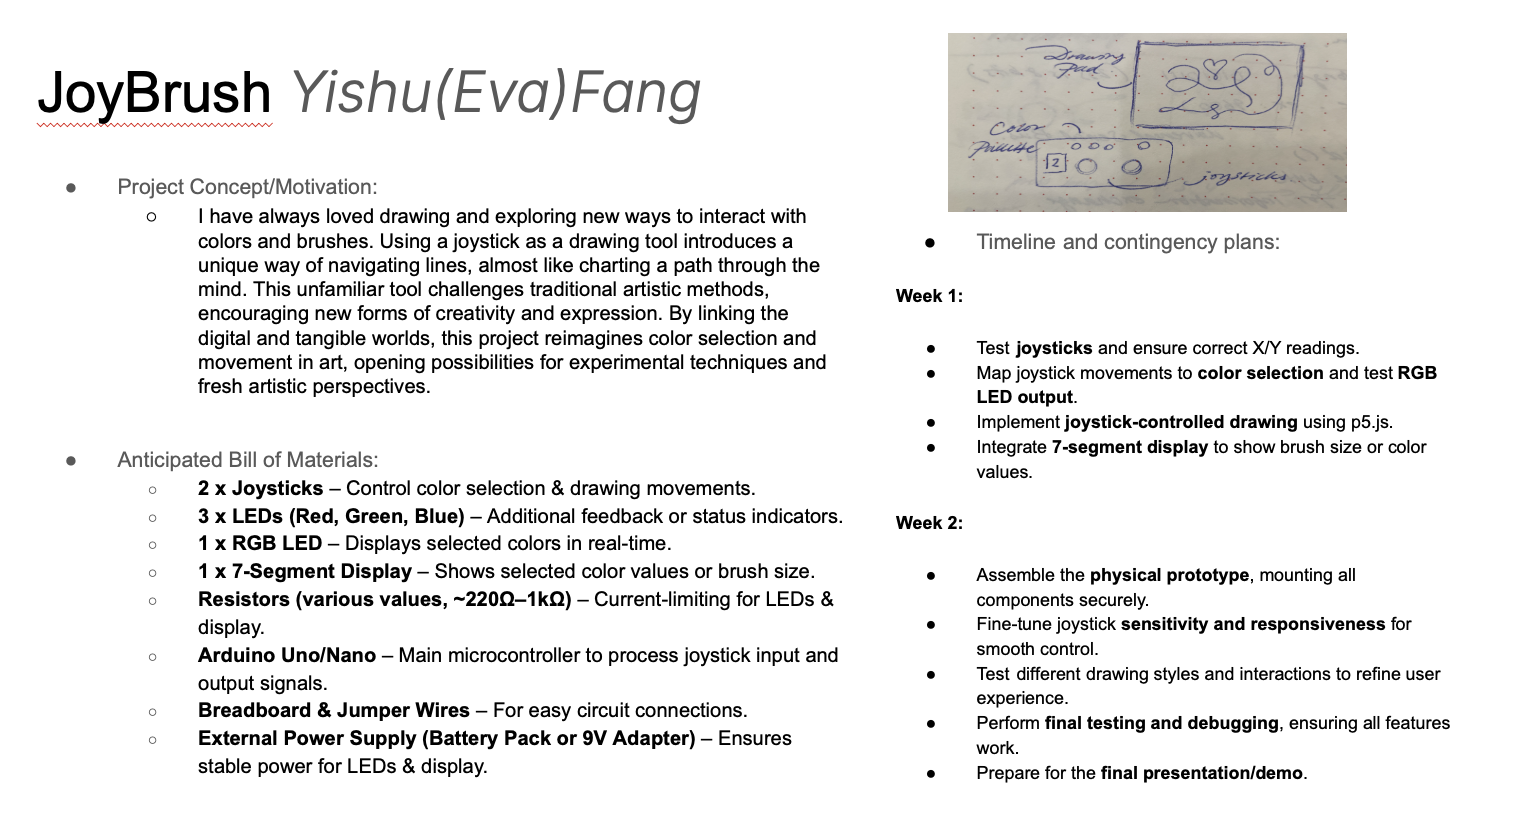 JoyBrush Yishu(Eva)Fang
● Project Concept/Motivation:
○ I have always loved drawing and exploring new ways to interact with
colors and brushes. Using a joystick as a drawing tool introduces a
unique way of navigating lines, almost like charting a path through the
mind. This unfamiliar tool challenges traditional artistic methods,
encouraging new forms of creativity and expression. By linking the
digital and tangible worlds, this project reimagines color selection and
movement in art, opening possibilities for experimental techniques and
fresh artistic perspectives.
● Anticipated Bill of Materials:
○ 2 x Joysticks – Control color selection & drawing movements.
○ 3 x LEDs (Red, Green, Blue) – Additional feedback or status indicators.
○ 1 x RGB LED – Displays selected colors in real-time.
○ 1 x 7-Segment Display – Shows selected color values or brush size.
○ Resistors (various values, ~220Ω–1kΩ) – Current-limiting for LEDs &
display.
○ Arduino Uno/Nano – Main microcontroller to process joystick input and
output signals.
○ Breadboard & Jumper Wires – For easy circuit connections.
○ External Power Supply (Battery Pack or 9V Adapter) – Ensures
stable power for LEDs & display.
Drawing
Pad
Color
Palette
2
joysticks
● Timeline and contingency plans:
Week 1:
● Test joysticks and ensure correct X/Y readings.
● Map joystick movements to color selection and test RGB
LED output.
● Implement joystick-controlled drawing using p5.js.
● Integrate 7-segment display to show brush size or color
values.
Week 2:
● Assemble the physical prototype, mounting all
components securely.
● Fine-tune joystick sensitivity and responsiveness for
smooth control.
● Test different drawing styles and interactions to refine user
experience.
● Perform final testing and debugging, ensuring all features
work.
● Prepare for the final presentation/demo.